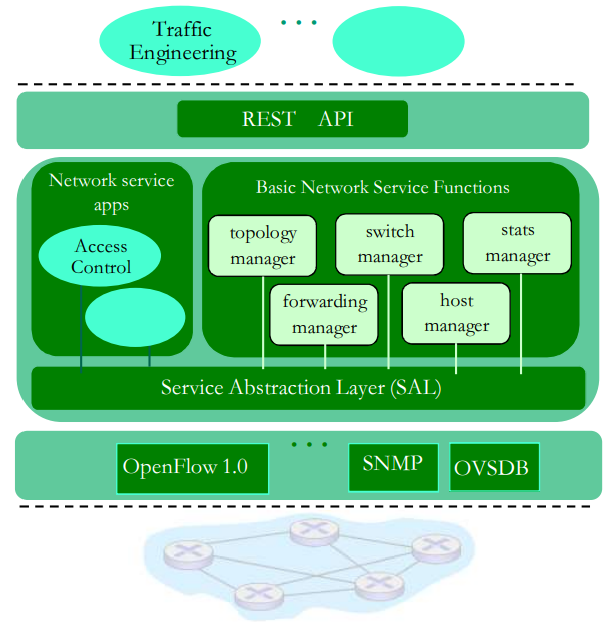 Traffic
Engineering
REST API
Network service
apps
Access
Control
Basic Network Service Functions
topology
manager
switch
manager
stats
manager
forwarding
manager
host
manager
Service Abstraction Layer (SAL)
OpenFlow 1.0
SNMP
OVSDB